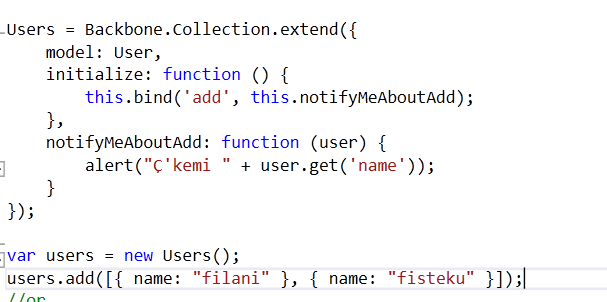 Users = Backbone.Collection.extend({
    model: User,
    initialize: function () {
        this.bind('add', this.notifyMeAboutAdd);
    },
    notifyMeAboutAdd: function (user) {
        alert("Ç'kemi " + user.get('name'));
    }
});
var users = new Users();
users.add([{ name: "filani" }, { name: "fisteku" }]);
//or